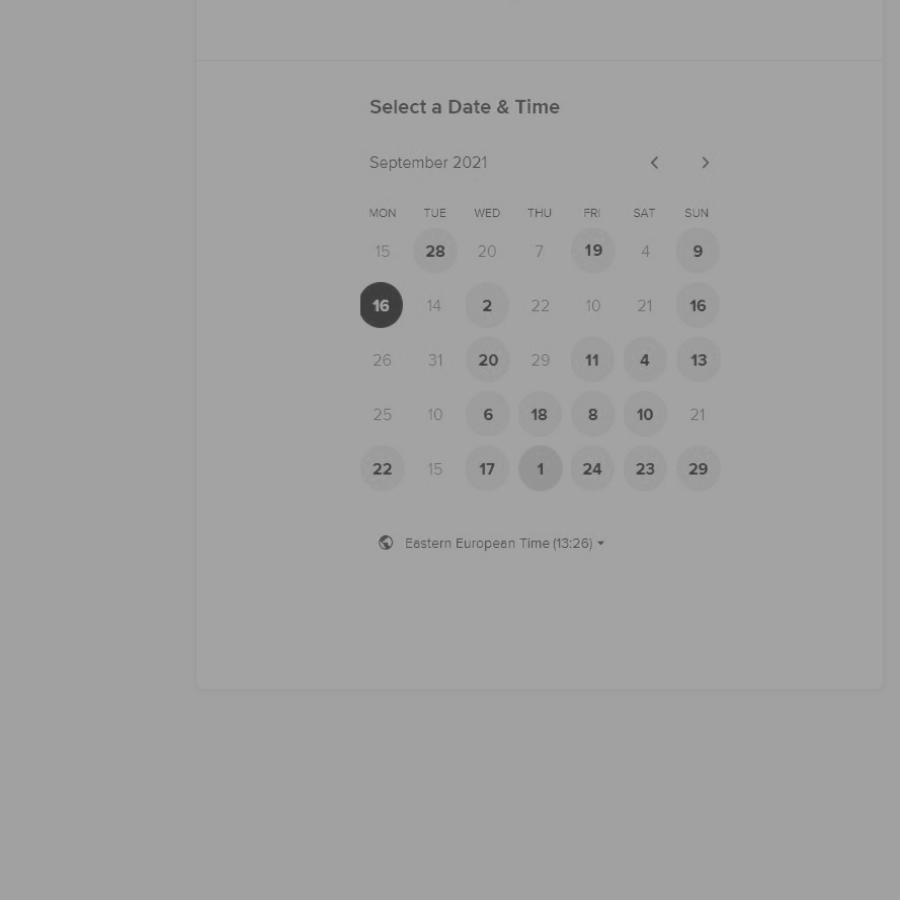 Select a Date & Time
September 2021
MON TUE WED THU FRI SAT SUN
15 28 20 7 19 4 9
16 14 2 22 10 21 16
26 31 20 29 11 4 13
25 10 6 18 8 10 21
22 15 17 1 24 23 29
Eastern European Time (13:26)